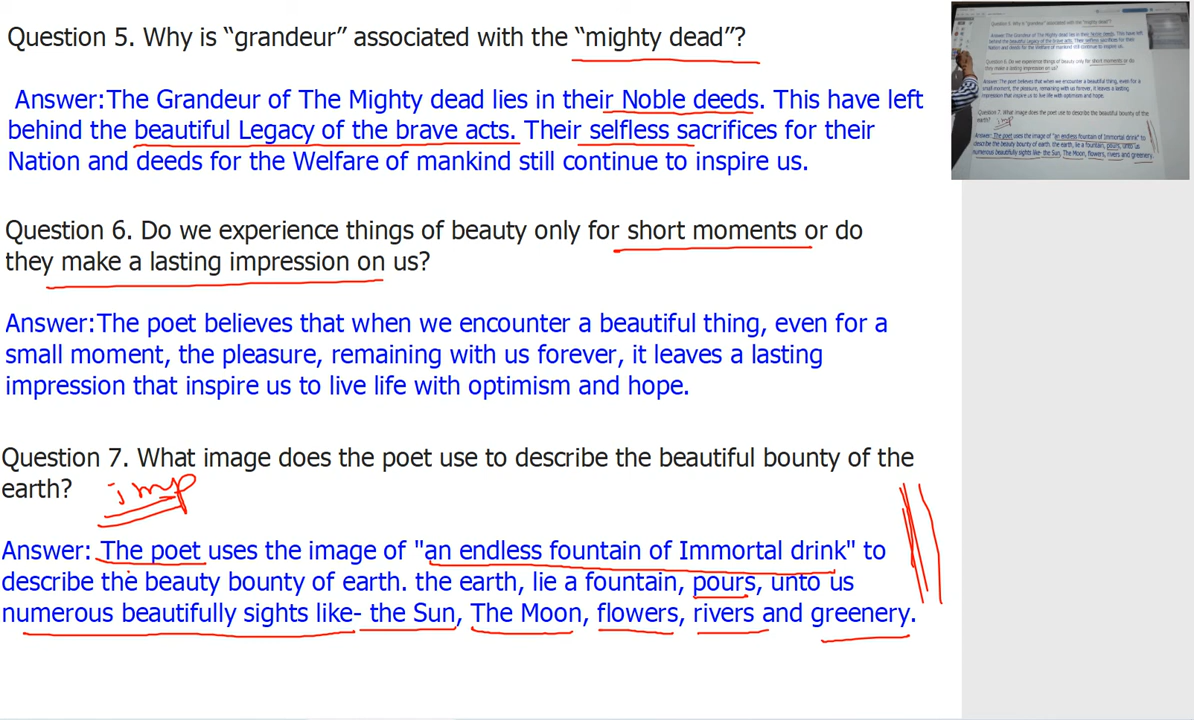 Question 5. Why is “grandeur” associated with the “mighty dead”?
Answer:The Grandeur of The Mighty dead lies in their Noble deeds. This have left
behind the beautiful Legacy of the brave acts. Their selfless sacrifices for their
Nation and deeds for the Welfare of mankind still continue to inspire us.
Question 6. Do we experience things of beauty only for short moments or do
they make a lasting impression on us?
Answer:The poet believes that when we encounter a beautiful thing, even for a
small moment, the pleasure, remaining with us forever, it leaves a lasting
impression that inspire us to live life with optimism and hope.
Question 7. What image does the poet use to describe the beautiful bounty of the
earth?
imp
Answer: The poet uses the image of "an endless fountain of Immortal drink" to
describe the beauty bounty of earth. the earth, lie a fountain, pours, unto us
numerous beautifully sights like- the Sun, The Moon, flowers, rivers and greenery.